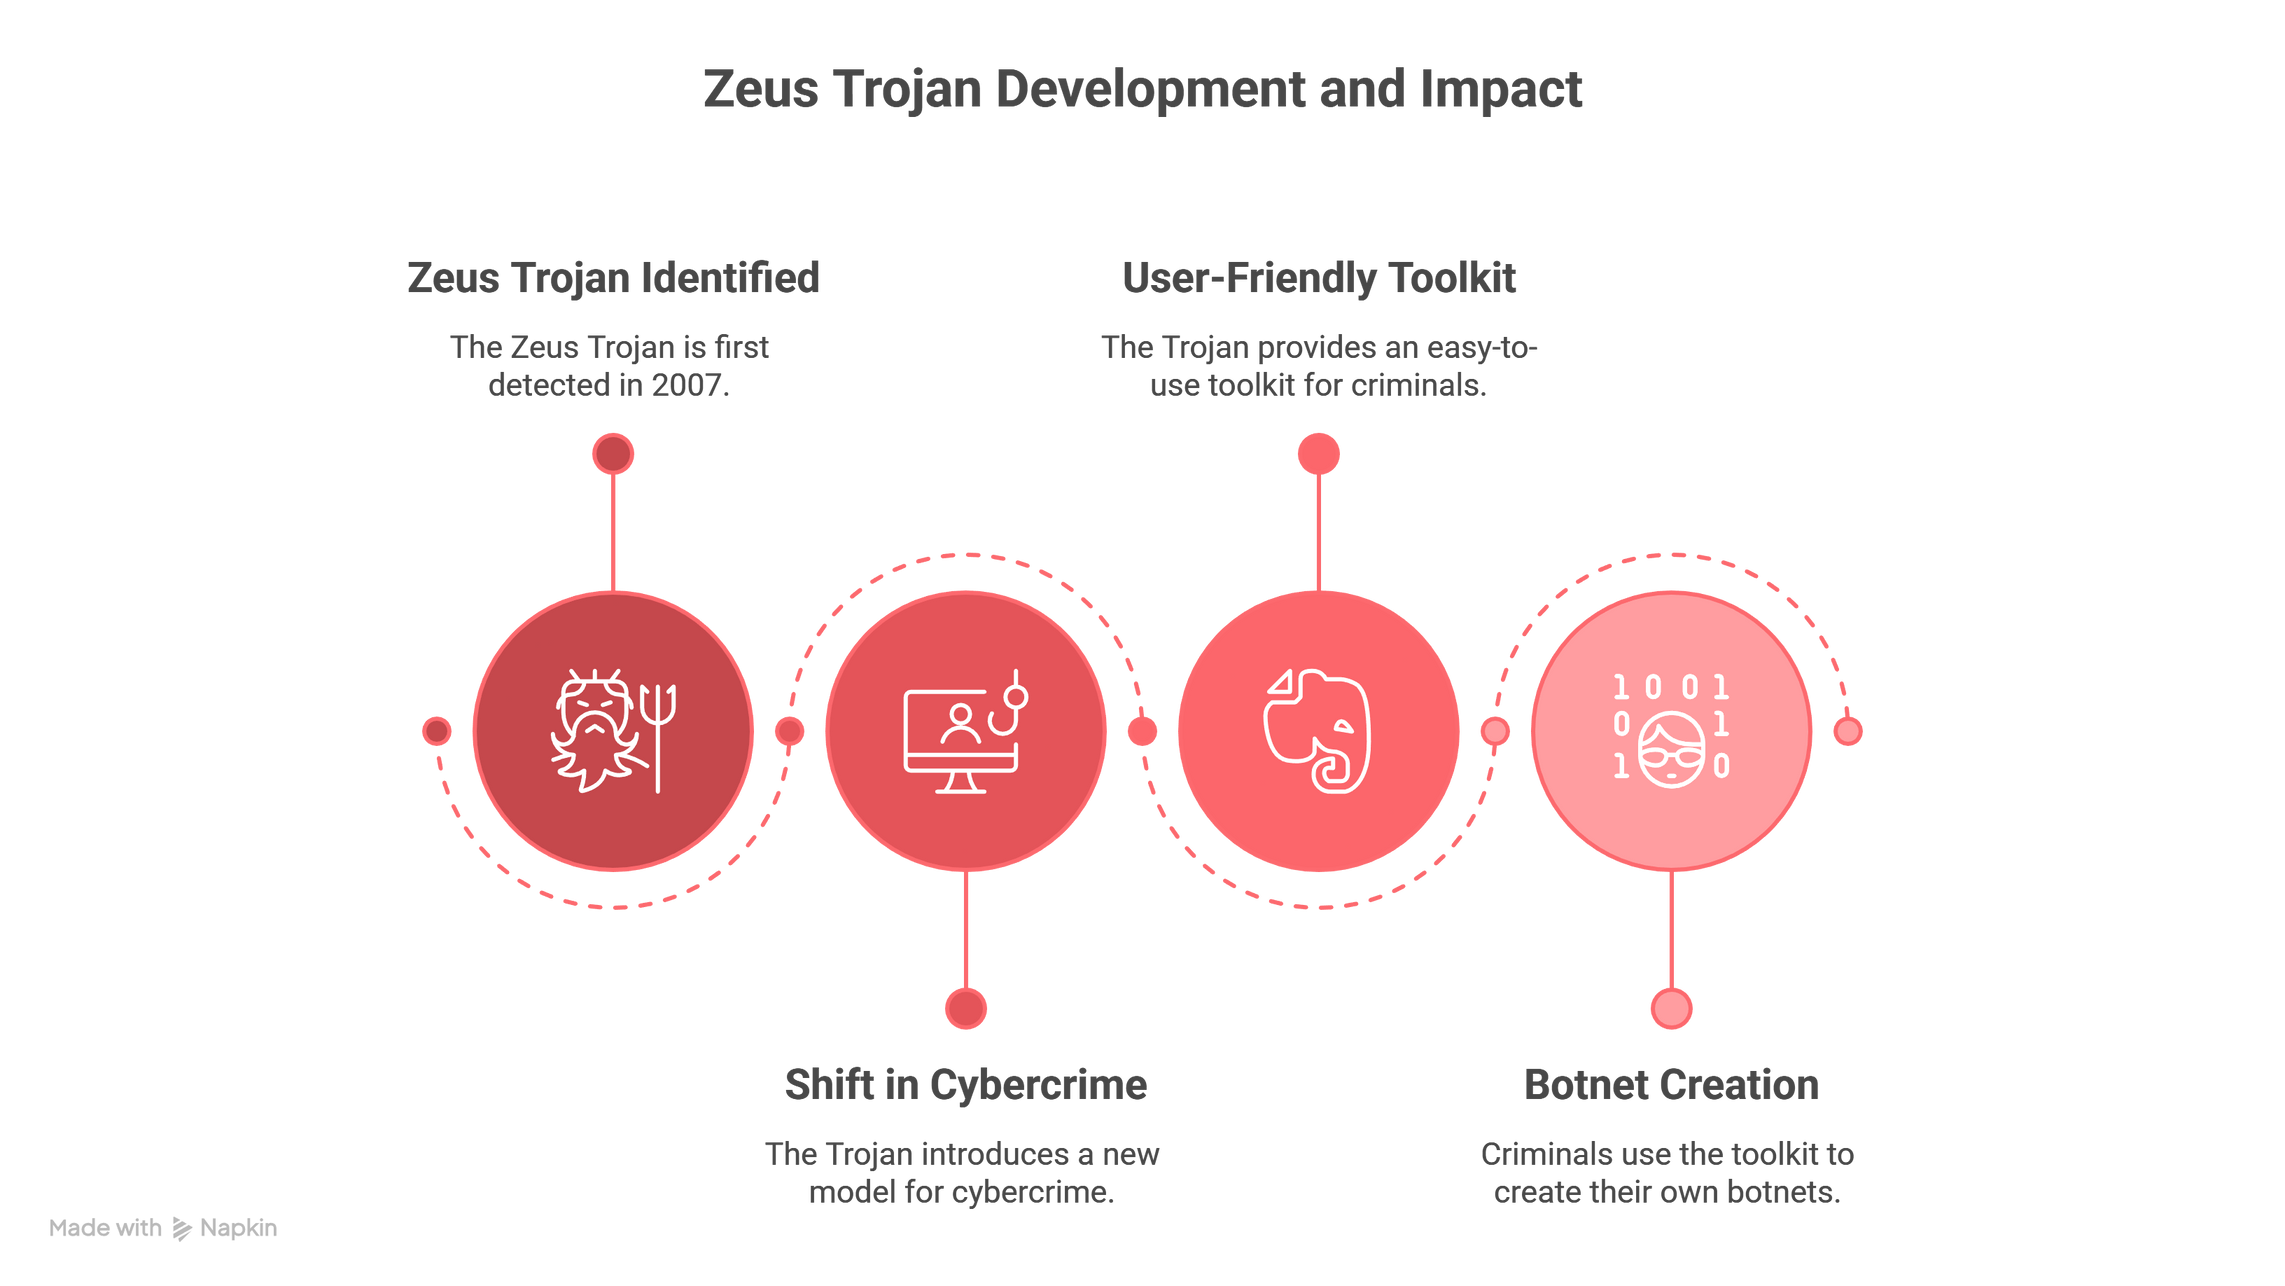 Zeus Trojan Development and Impact
Zeus Trojan Identified
The Zeus Trojan is first
detected in 2007.
User-Friendly Toolkit
The Trojan provides an easy-to-
use toolkit for criminals.
1 0 0 1
0 1
1 0
Shift in Cybercrime
The Trojan introduces a new
model for cybercrime.
Botnet Creation
Criminals use the toolkit to
create their own botnets.
Made with Napkin